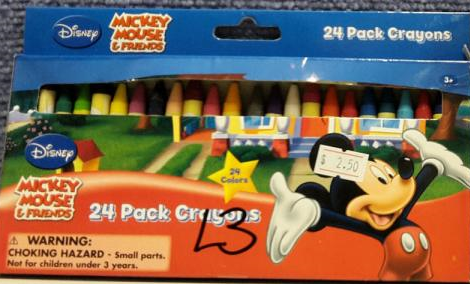 Disney
MICKEY
MOUSE
& FRIENDS
24 Pack Crayons
3+
Disney
MICKEY
MOUSE
& FRIENDS
24
Colors
$ 2.50
24 Pack Crayons
L3
WARNING:
CHOKING HAZARD - Small parts.
Not for children under 3 years.